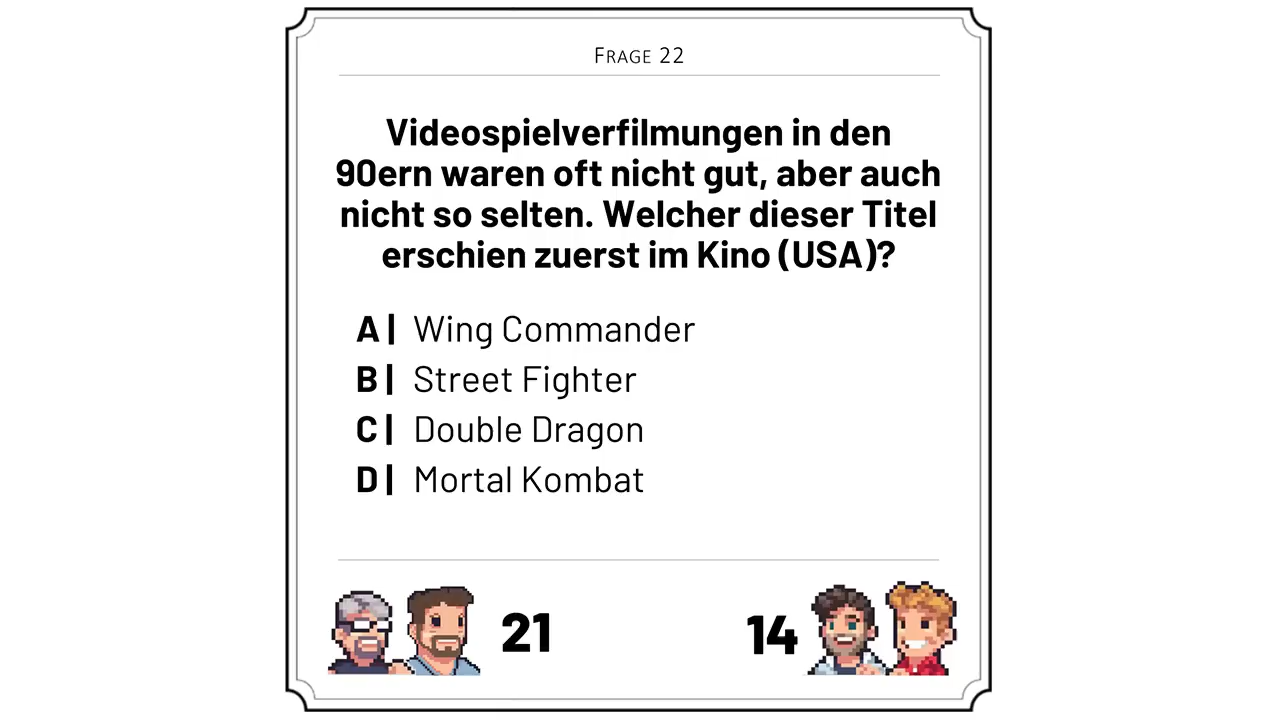 Frage 22
Videospielverfilmungen in den
90ern waren oft nicht gut, aber auch
nicht so selten. Welcher dieser Titel
erschien zuerst im Kino (USA)?
A | Wing Commander
B | Street Fighter
C | Double Dragon
D | Mortal Kombat
21 14